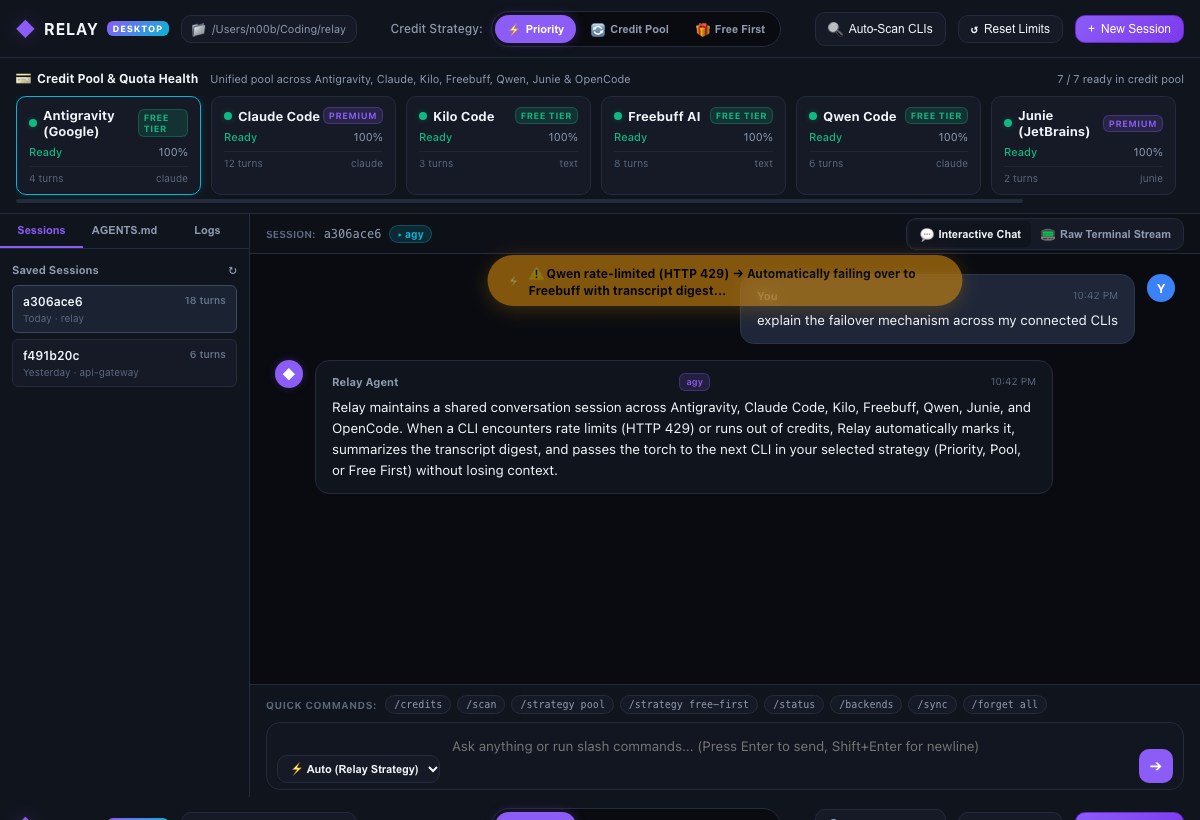 RELAY DESKTOP /Users/n00b/Coding/relay Credit Strategy: Priority Credit Pool Free First Auto-Scan CLIs ↺ Reset Limits + New Session
Credit Pool & Quota Health Unified pool across Antigravity, Claude, Kilo, Freebuff, Qwen, Junie & OpenCode 7 / 7 ready in credit pool
Antigravity (Google) FREE TIER
Ready 100%
4 turns claude
Claude Code PREMIUM
Ready 100%
12 turns claude
Kilo Code FREE TIER
Ready 100%
3 turns text
Freebuff AI FREE TIER
Ready 100%
8 turns text
Qwen Code FREE TIER
Ready 100%
6 turns claude
Junie (JetBrains) PREMIUM
Ready 100%
2 turns junie
Sessions AGENTS.md Logs
Saved Sessions ↻
a306ace6 18 turns
Today · relay
f491b20c 6 turns
Yesterday · api-gateway
SESSION: a306ace6 agy Interactive Chat Raw Terminal Stream
⚡ ⚠️ Qwen rate-limited (HTTP 429) → Automatically failing over to
Freebuff with transcript digest...
You 10:42 PM
Y
explain the failover mechanism across my connected CLIs
Relay Agent agy 10:42 PM
Relay maintains a shared conversation session across Antigravity, Claude Code, Kilo, Freebuff, Qwen, Junie, and
OpenCode. When a CLI encounters rate limits (HTTP 429) or runs out of credits, Relay automatically marks it,
summarizes the transcript digest, and passes the torch to the next CLI in your selected strategy (Priority, Pool,
or Free First) without losing context.
QUICK COMMANDS: /credits /scan /strategy pool /strategy free-first /status /backends /sync /forget all
Ask anything or run slash commands... (Press Enter to send, Shift+Enter for newline)
⚡ Auto (Relay Strategy)